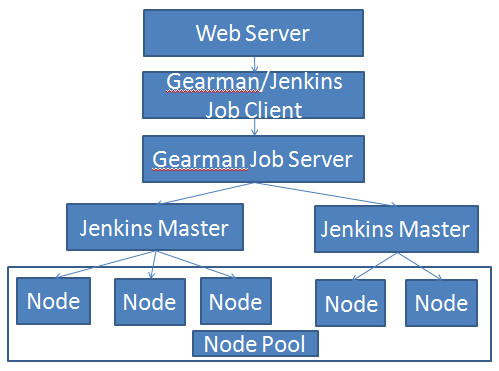 Web Server
Gearman/Jenkins
Job Client
Gearman Job Server
Jenkins Master
Jenkins Master
Node
Node
Node
Node
Node
Node Pool